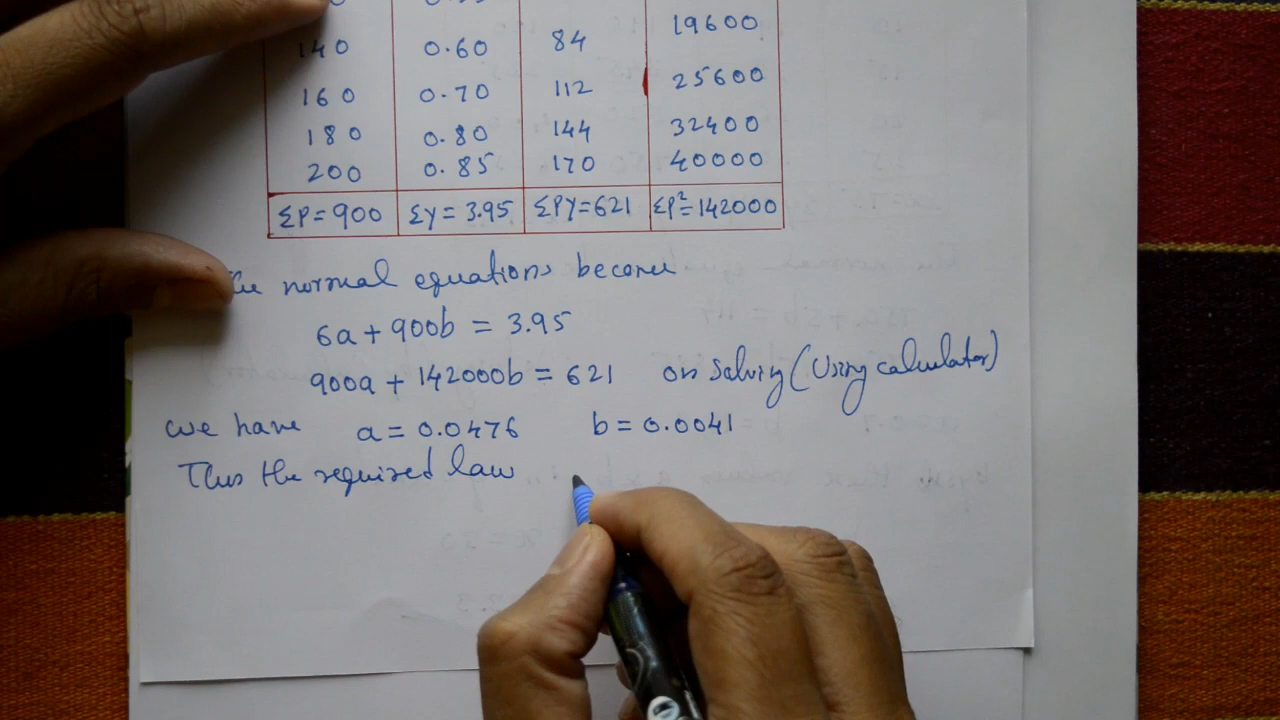 140 0.60 84 19600
160 0.70 112 25600
180 0.80 144 32400
200 0.85 170 40000
ΣP=900 ΣY=3.95 ΣPY=621 ΣP²=142000
normal equations become
6a + 900b = 3.95
900a + 142000b = 621 on solving (Using calculator)
we have a = 0.0476 b = 0.0041
Thus the required law